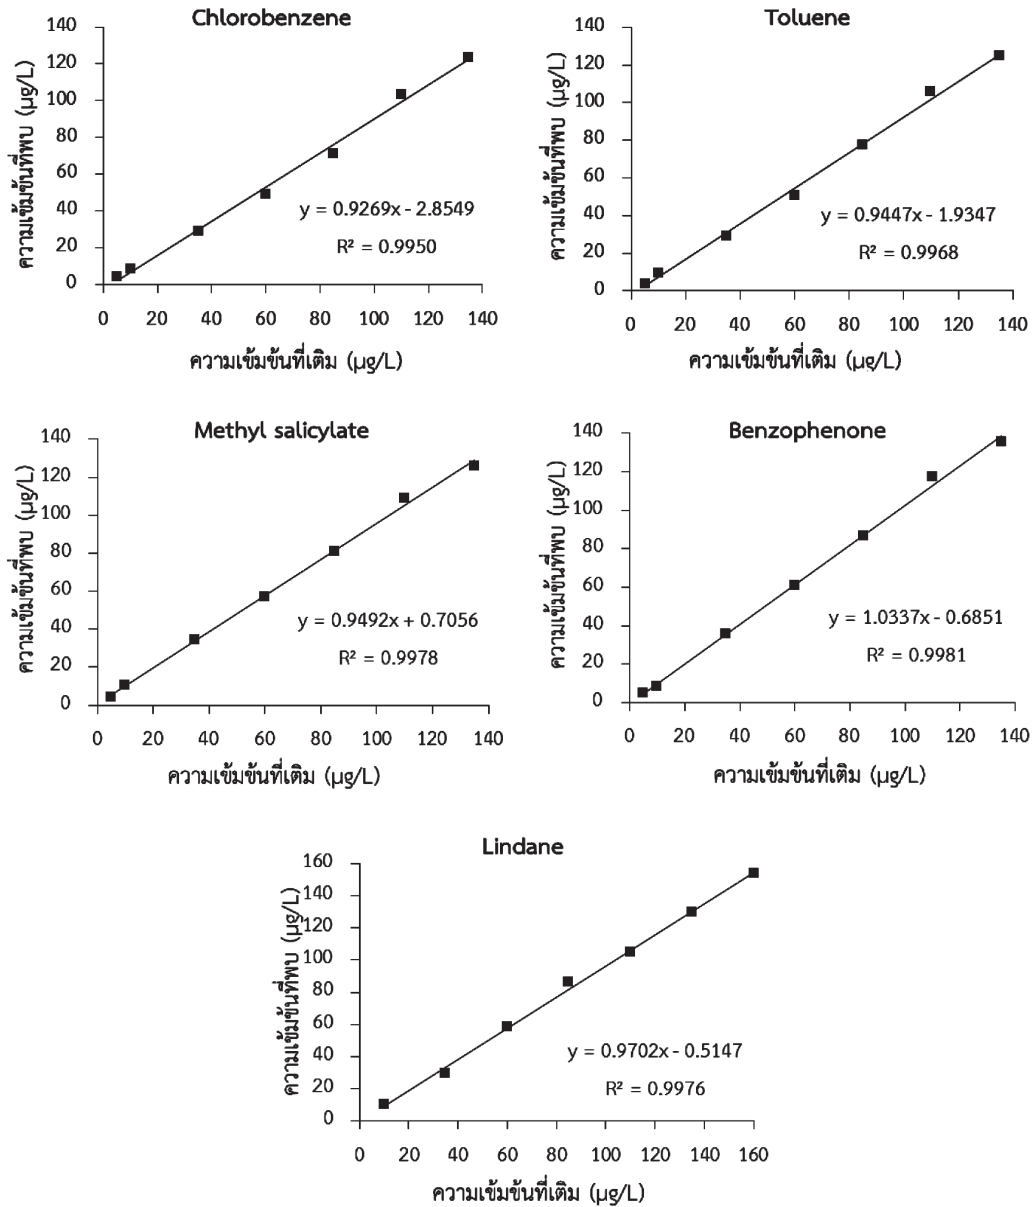 Chlorobenzene
140
120
100
80
60
40
20
0
ความเข้มข้นที่พบ (µg/L)
y = 0.9269x - 2.8549
R² = 0.9950
0 20 40 60 80 100 120 140
ความเข้มข้นที่เติม (µg/L)
Toluene
140
120
100
80
60
40
20
0
ความเข้มข้นที่พบ (µg/L)
y = 0.9447x - 1.9347
R² = 0.9968
0 20 40 60 80 100 120 140
ความเข้มข้นที่เติม (µg/L)
Methyl salicylate
140
120
100
80
60
40
20
0
ความเข้มข้นที่พบ (µg/L)
y = 0.9492x + 0.7056
R² = 0.9978
0 20 40 60 80 100 120 140
ความเข้มข้นที่เติม (µg/L)
Benzophenone
140
120
100
80
60
40
20
0
ความเข้มข้นที่พบ (µg/L)
y = 1.0337x - 0.6851
R² = 0.9981
0 20 40 60 80 100 120 140
ความเข้มข้นที่เติม (µg/L)
Lindane
160
140
120
100
80
60
40
20
0
ความเข้มข้นที่พบ (µg/L)
y = 0.9702x - 0.5147
R² = 0.9976
0 20 40 60 80 100 120 140 160
ความเข้มข้นที่เติม (µg/L)